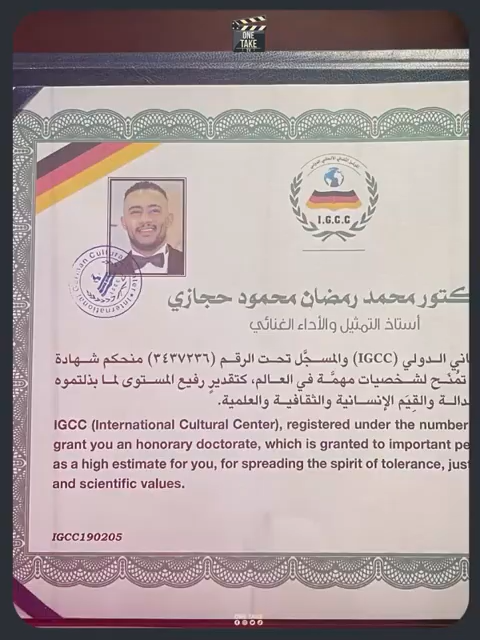 ONE
TAKE
I.G.C.C
كتور محمد رمضان محمود حجازي
أستاذ التمثيل والأداء الغنائي
اني الدولي (IGCC) والمسجَّل تحت الرقم (٣٤٣٧٢٣٦) منحكم شهادة
تُمنَح لشخصيات مهمَّة في العالم، كتقديرٍ رفيع المستوى لما بذلتموه
دالة والقِيَم الإنسانية والثقافية والعلمية.
IGCC (International Cultural Center), registered under the number
grant you an honorary doctorate, which is granted to important pe
as a high estimate for you, for spreading the spirit of tolerance, jus
and scientific values.
IGCC190205